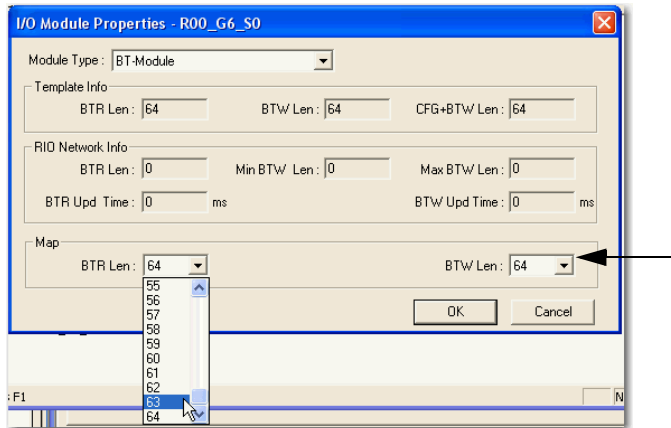 I/O Module Properties - R00_G6_S0
Module Type : BT-Module
Template Info
BTR Len : 64 BTW Len : 64 CFG+BTW Len : 64
RIO Network Info
BTR Len : 0 Min BTW Len : 0 Max BTW Len : 0
BTR Upd Time : 0 ms BTW Upd Time : 0 ms
Map
BTR Len : 64 BTW Len : 64
55
56
57
58
59
60
61
62
63
64
OK Cancel
F1
N